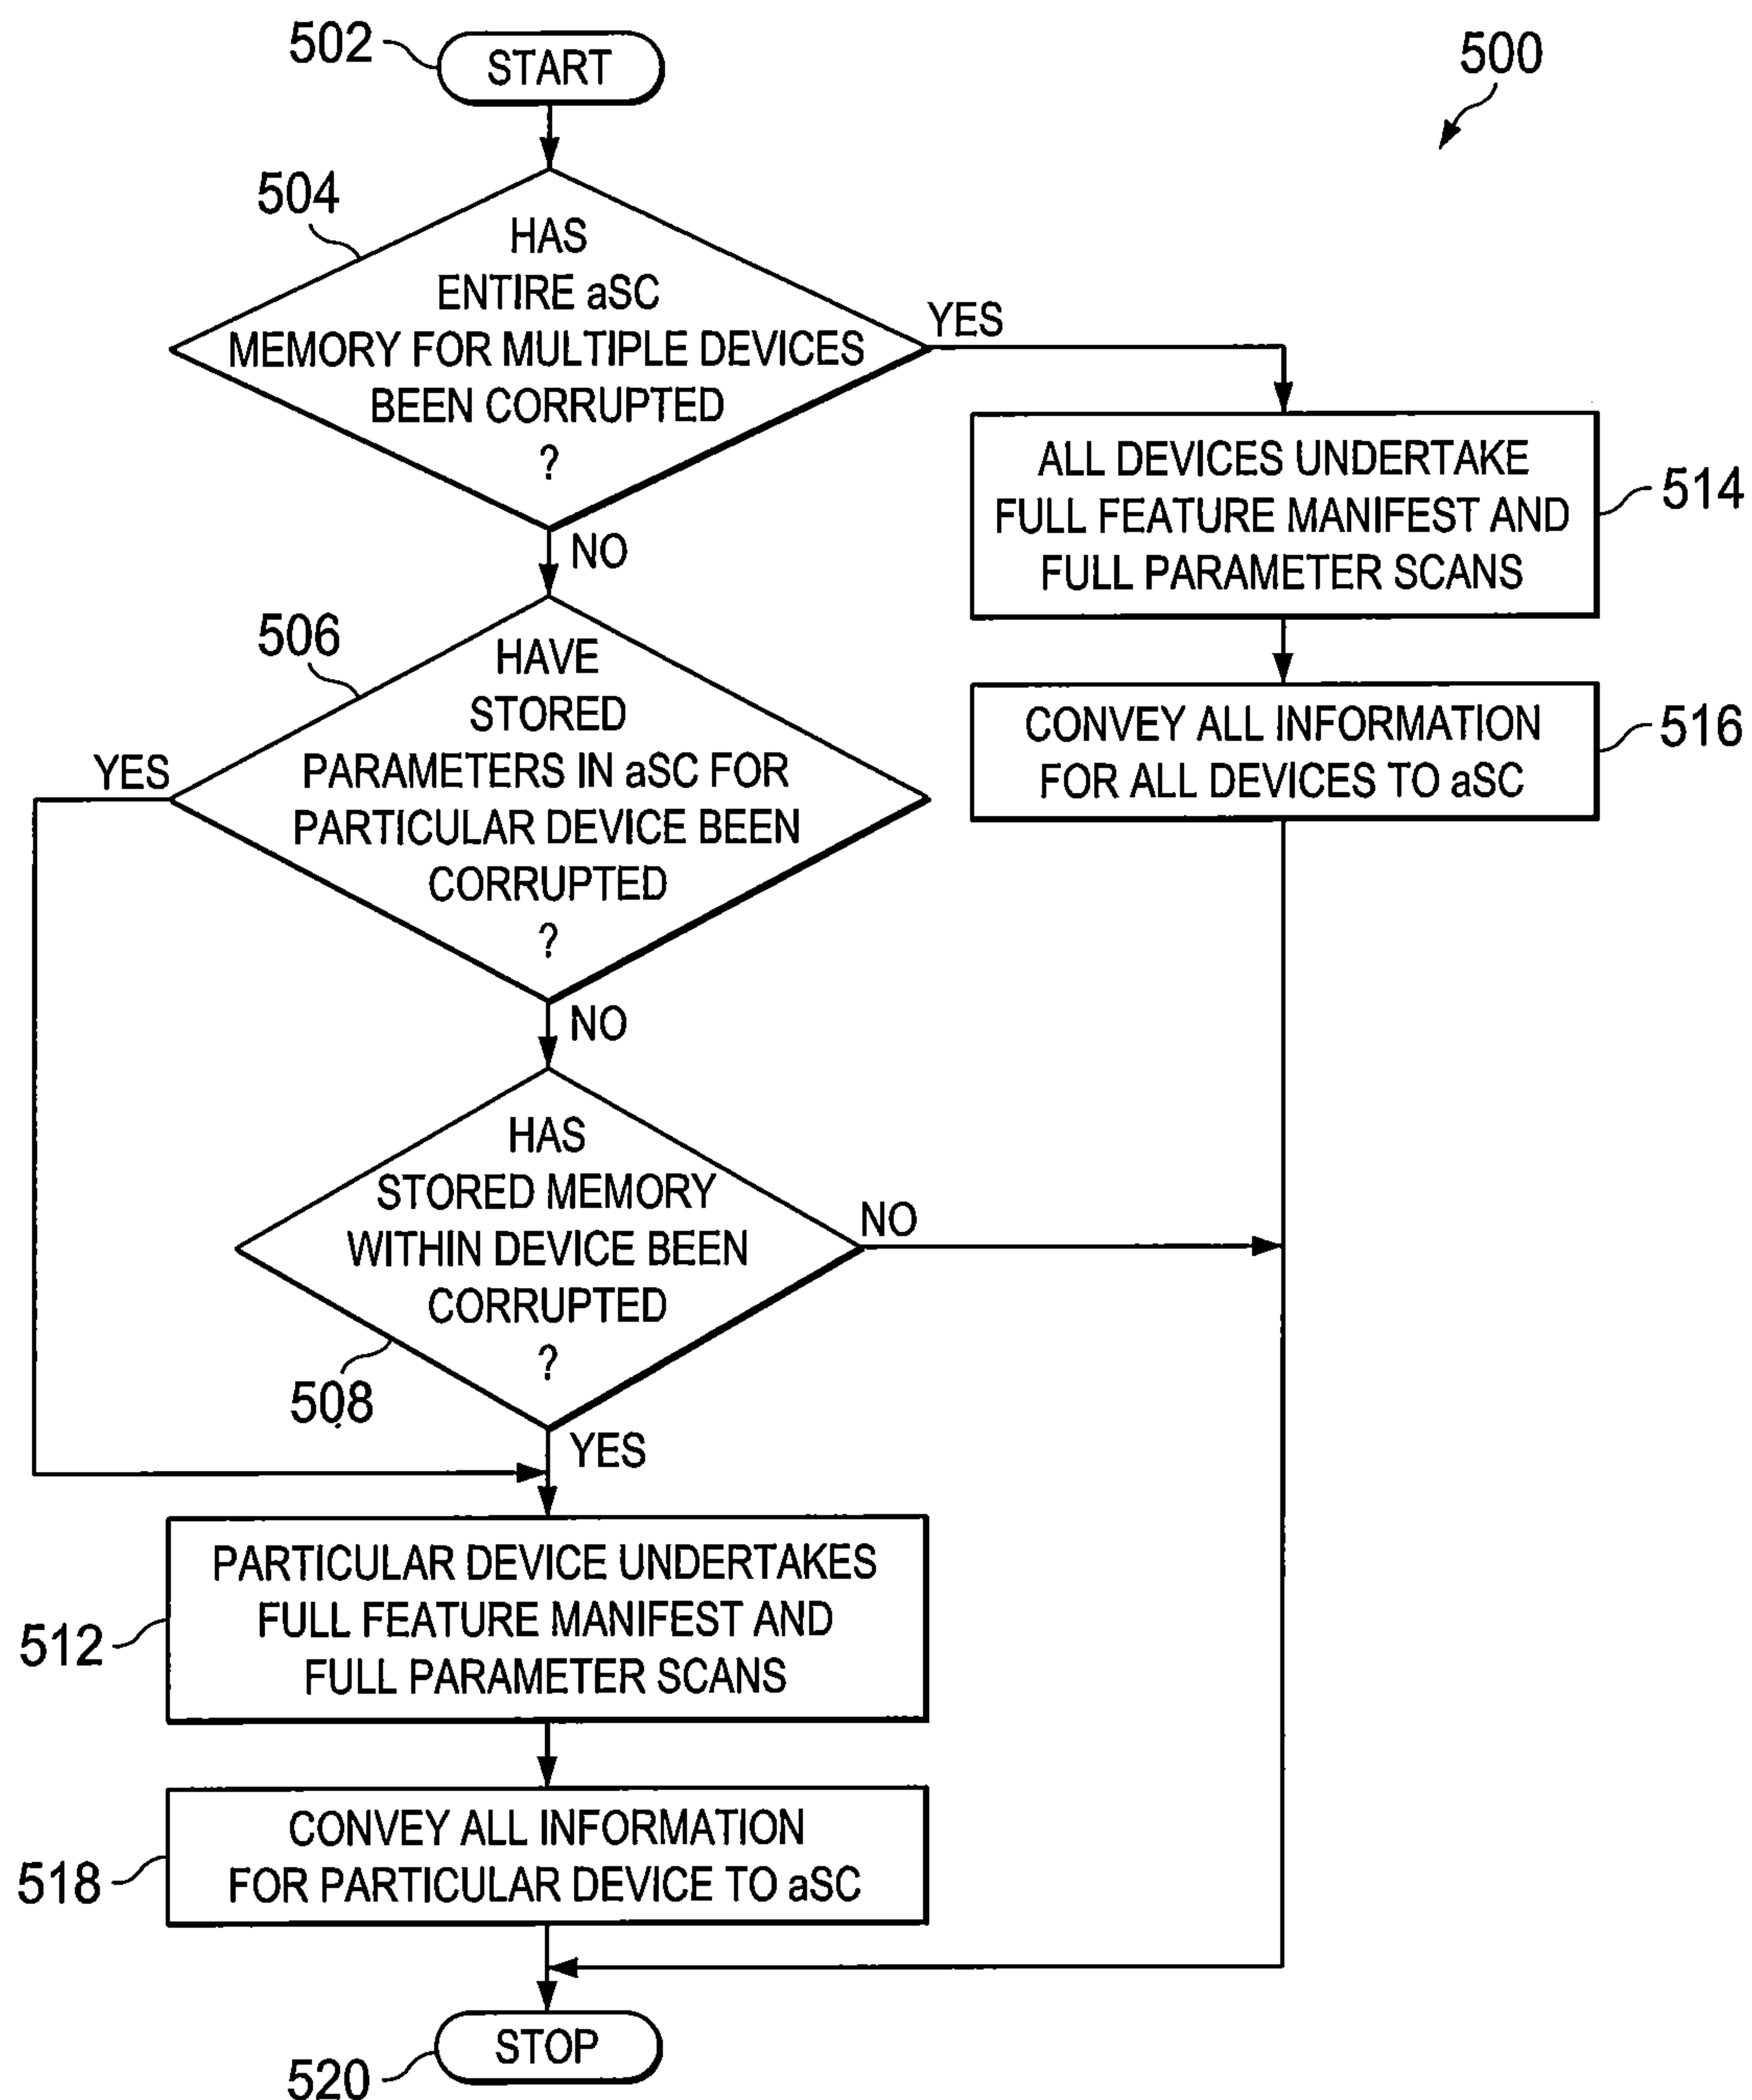 502
START
500
504
HAS
ENTIRE aSC
MEMORY FOR MULTIPLE DEVICES
BEEN CORRUPTED
?
YES
NO
ALL DEVICES UNDERTAKE
FULL FEATURE MANIFEST AND
FULL PARAMETER SCANS
514
506
HAVE
STORED
PARAMETERS IN aSC FOR
PARTICULAR DEVICE BEEN
CORRUPTED
?
YES
NO
CONVEY ALL INFORMATION
FOR ALL DEVICES TO aSC
516
HAS
STORED MEMORY
WITHIN DEVICE BEEN
CORRUPTED
?
NO
508
YES
PARTICULAR DEVICE UNDERTAKES
FULL FEATURE MANIFEST AND
FULL PARAMETER SCANS
512
CONVEY ALL INFORMATION
FOR PARTICULAR DEVICE TO aSC
518
STOP
520